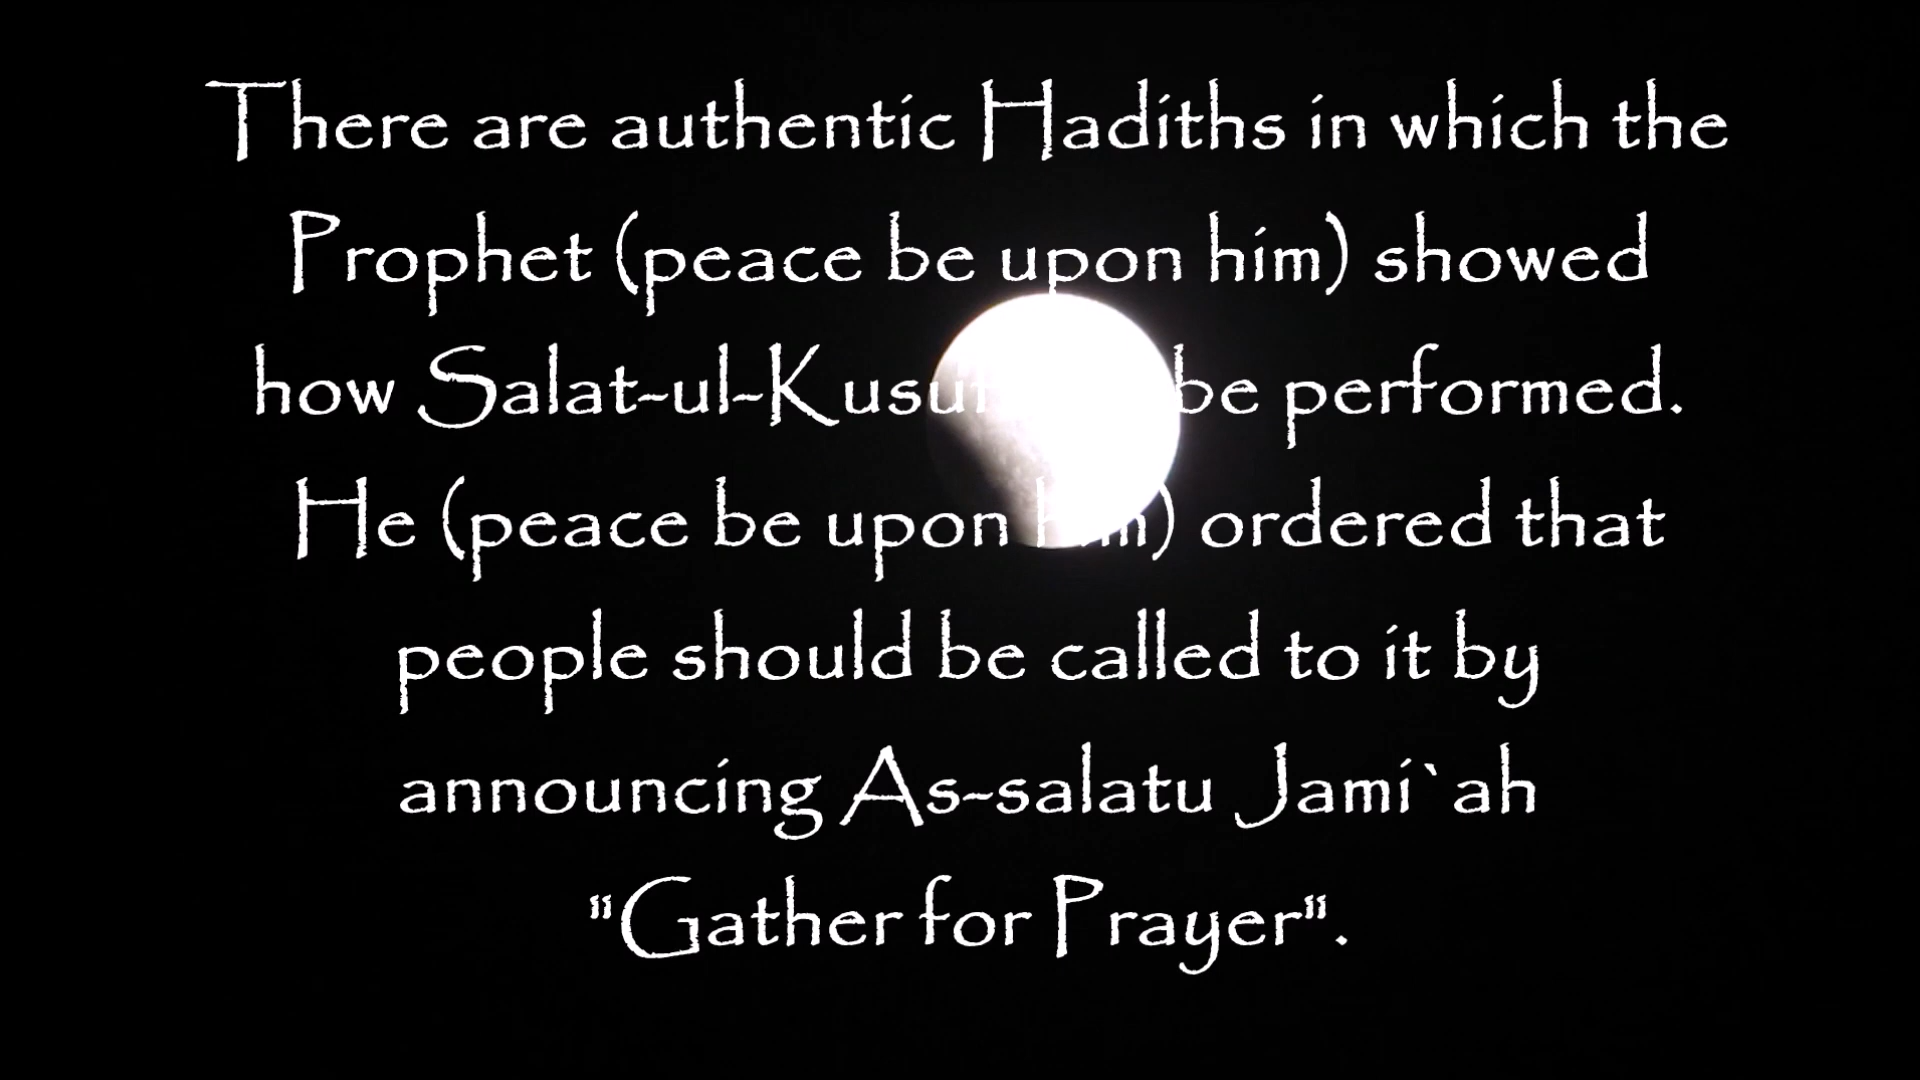 There are authentic Hadiths in which the
Prophet (peace be upon him) showed
how Salat-ul-Kusuf be performed.
He (peace be upon him) ordered that
people should be called to it by
announcing As-salatu Jami`ah
"Gather for Prayer".